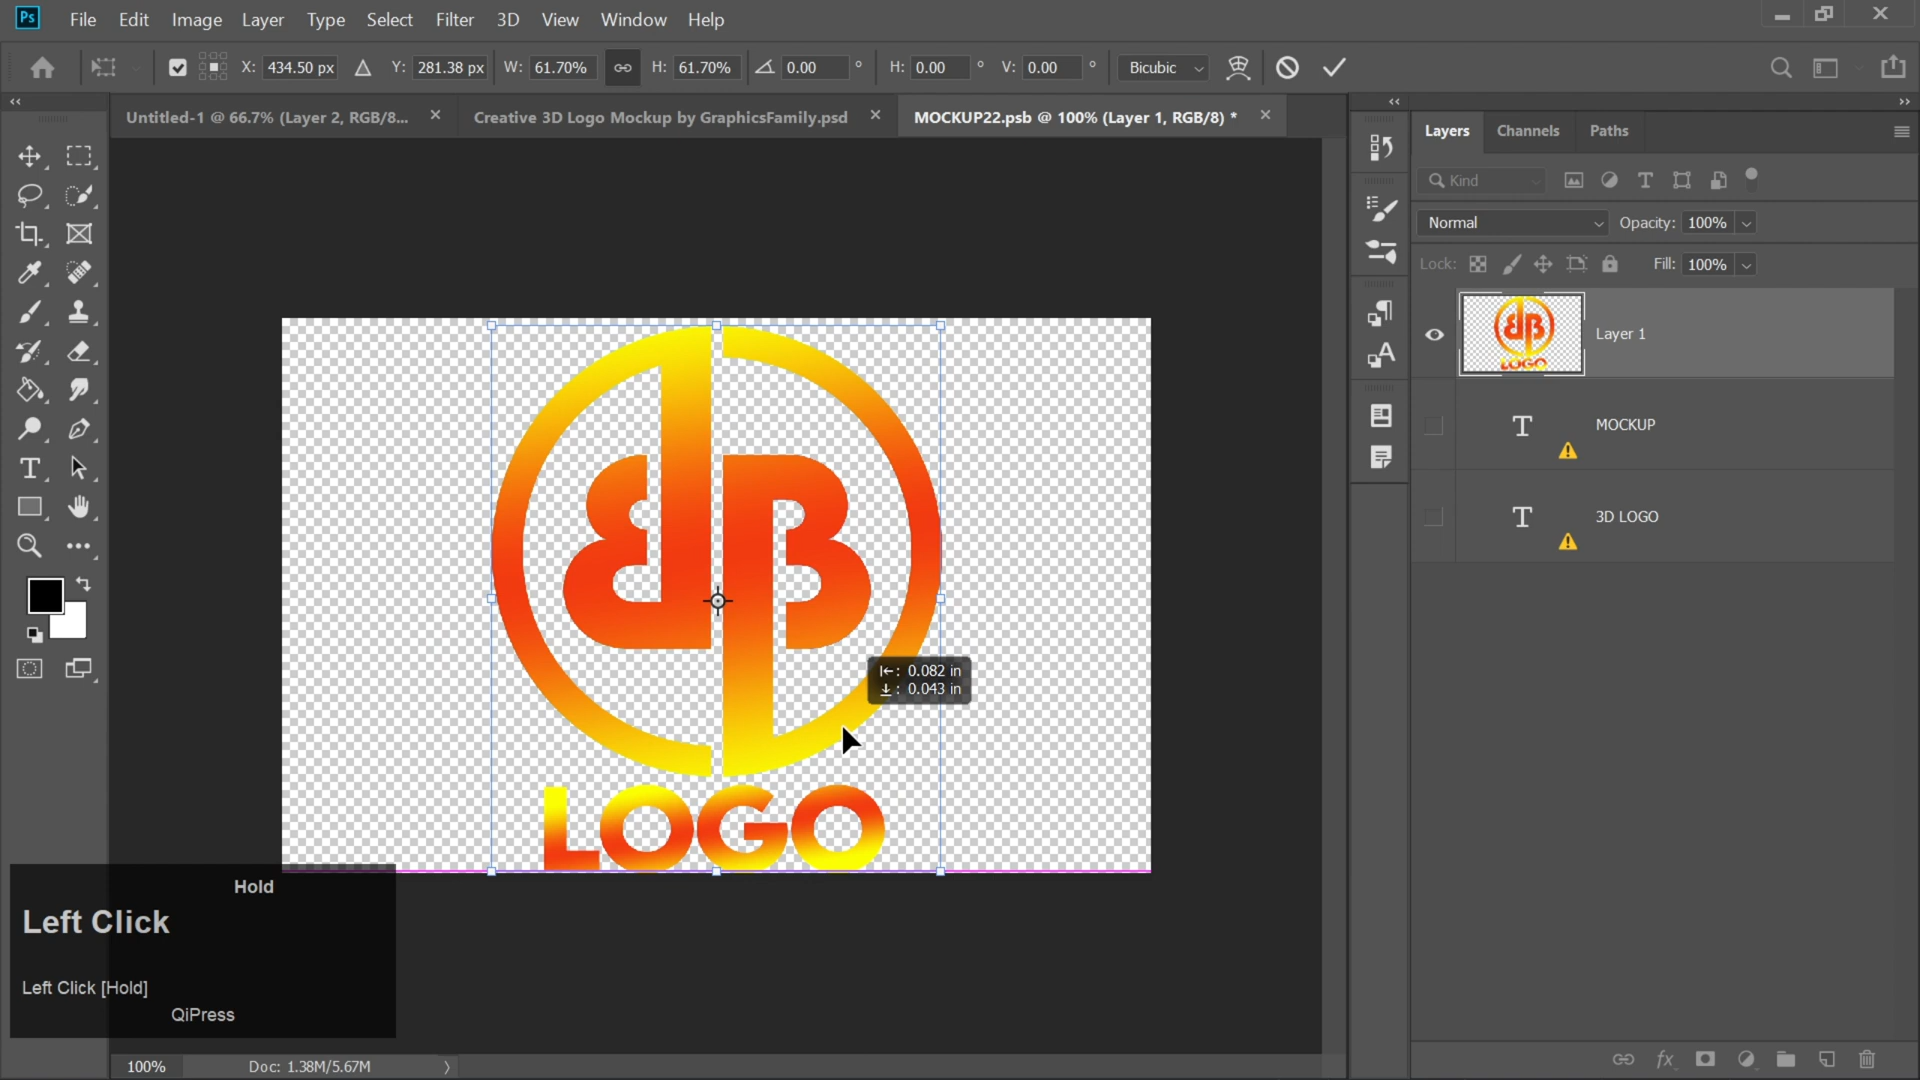 Ps File Edit Image Layer Type Select Filter 3D View Window Help
X: 434.50 px Y: 281.38 px W: 61.70% H: 61.70% 0.00 ° H: 0.00 ° V: 0.00 ° Bicubic
Untitled-1 @ 66.7% (Layer 2, RGB/8... × Creative 3D Logo Mockup by GraphicsFamily.psd × MOCKUP22.psb @ 100% (Layer 1, RGB/8) * ×
Layers Channels Paths
Kind
Normal Opacity: 100%
Lock: Fill: 100%
Layer 1
MOCKUP
3D LOGO
LOGO
0.082 in
0.043 in
LOGO
Hold
Left Click
Left Click [Hold]
QiPress
100% Doc: 1.38M/5.67M